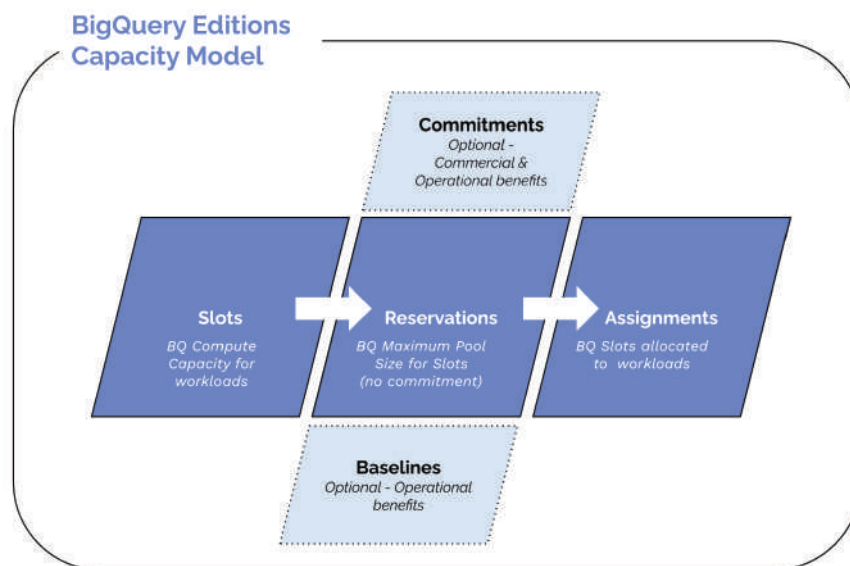 BigQuery Editions
Capacity Model
Commitments
Optional -
Commercial &
Operational benefits
Slots
BQ Compute
Capacity for
workloads
Reservations
BQ Maximum Pool
Size for Slots
(no commitment)
Assignments
BQ Slots allocated
to workloads
Baselines
Optional - Operational
benefits